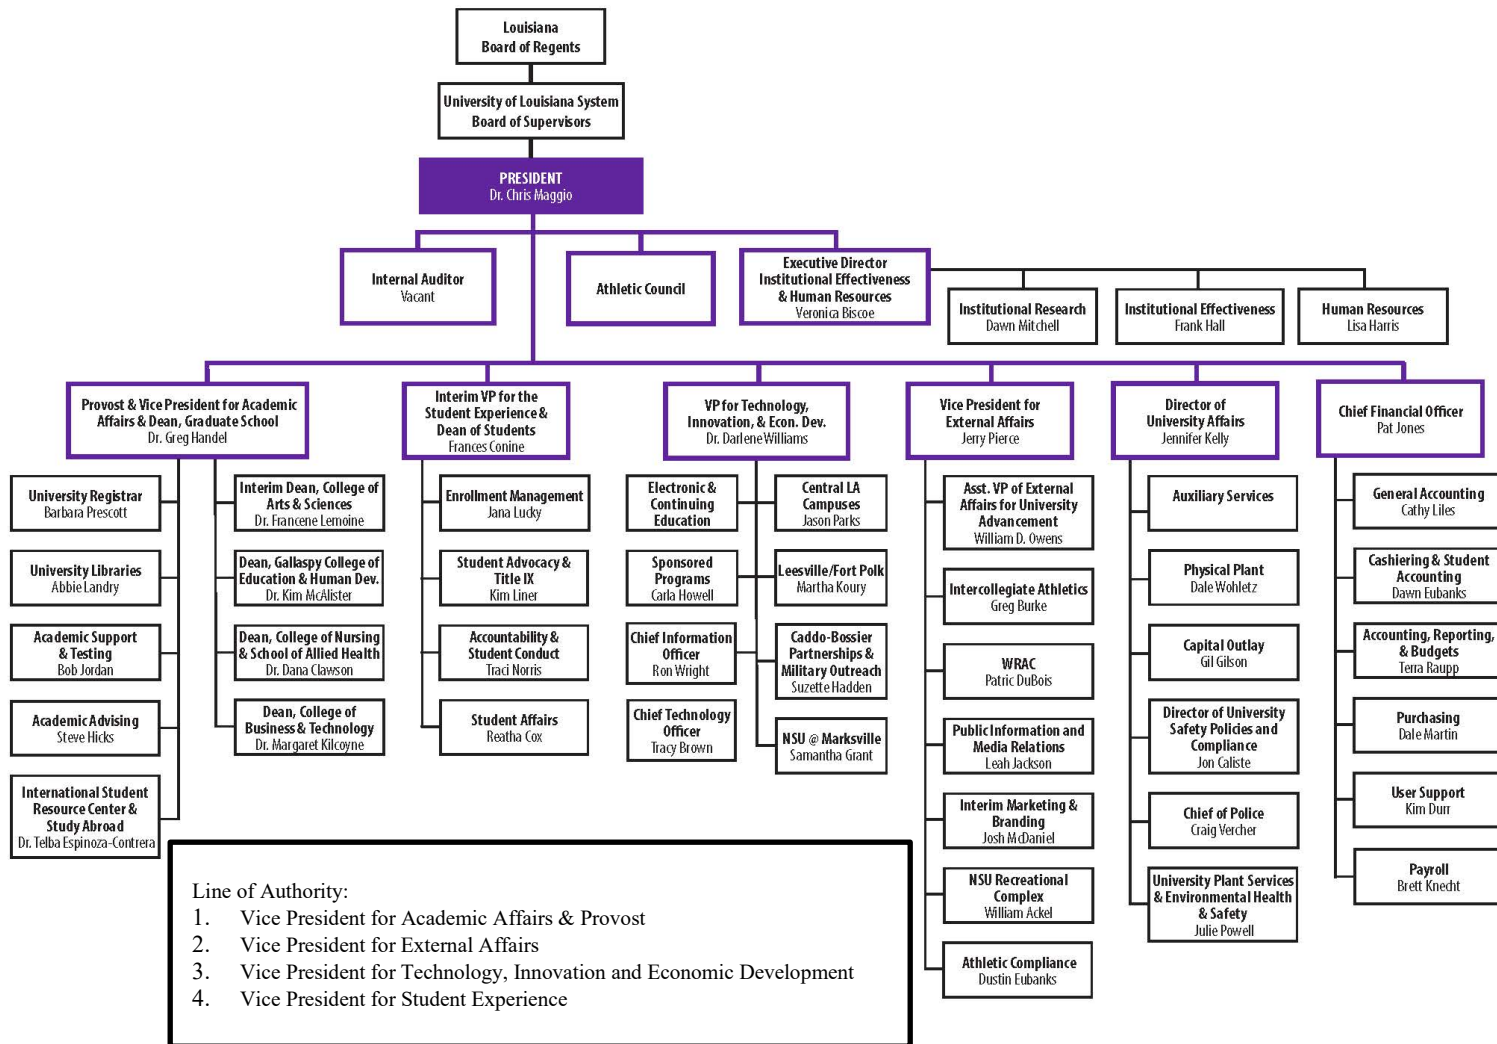 Louisiana
Board of Regents
University of Louisiana System
Board of Supervisors
PRESIDENT
Dr. Chris Maggio
Internal Auditor
Vacant
Athletic Council
Executive Director
Institutional Effectiveness
& Human Resources
Veronica Biscoe
Institutional Research
Dawn Mitchell
Institutional Effectiveness
Frank Hall
Human Resources
Lisa Harris
Provost & Vice President for Academic
Affairs & Dean, Graduate School
Dr. Greg Handel
Interim VP for the
Student Experience &
Dean of Students
Frances Conine
VP for Technology,
Innovation, & Econ. Dev.
Dr. Darlene Williams
Vice President for
External Affairs
Jerry Pierce
Director of
University Affairs
Jennifer Kelly
Chief Financial Officer
Pat Jones
University Registrar
Barbara Prescott
University Libraries
Abbie Landry
Academic Support
& Testing
Bob Jordan
Academic Advising
Steve Hicks
International Student
Resource Center &
Study Abroad
Dr. Telba Espinoza-Contrera
Interim Dean, College of
Arts & Sciences
Dr. Francene Lemoine
Dean, Gallaspy College of
Education & Human Dev.
Dr. Kim McAlister
Dean, College of Nursing
& School of Allied Health
Dr. Dana Clawson
Dean, College of
Business & Technology
Dr. Margaret Kilcoyne
Enrollment Management
Jana Lucky
Student Advocacy &
Title IX
Kim Liner
Accountability &
Student Conduct
Traci Norris
Student Affairs
Reatha Cox
Electronic &
Continuing
Education
Sponsored
Programs
Carla Howell
Chief Information
Officer
Ron Wright
Chief Technology
Officer
Tracy Brown
Central LA
Campuses
Jason Parks
Leesville/Fort Polk
Martha Koury
Caddo-Bossier
Partnerships &
Military Outreach
Suzette Hadden
NSU @ Marksville
Samantha Grant
Asst. VP of External
Affairs for University
Advancement
William D. Owens
Intercollegiate Athletics
Greg Burke
WRAC
Patric DuBois
Public Information and
Media Relations
Leah Jackson
Interim Marketing &
Branding
Josh McDaniel
NSU Recreational
Complex
William Ackel
Athletic Compliance
Dustin Eubanks
Auxiliary Services
Physical Plant
Dale Wohletz
Capital Outlay
Gil Gilson
Director of University
Safety Policies and
Compliance
Jon Caliste
Chief of Police
Craig Vercher
University Plant Services
& Environmental Health
& Safety
Julie Powell
General Accounting
Cathy Liles
Cashiering & Student
Accounting
Dawn Eubanks
Accounting, Reporting,
& Budgets
Terra Raupp
Purchasing
Dale Martin
User Support
Kim Durr
Payroll
Brett Knecht
Line of Authority:
1. Vice President for Academic Affairs & Provost
2. Vice President for External Affairs
3. Vice President for Technology, Innovation and Economic Development
4. Vice President for Student Experience